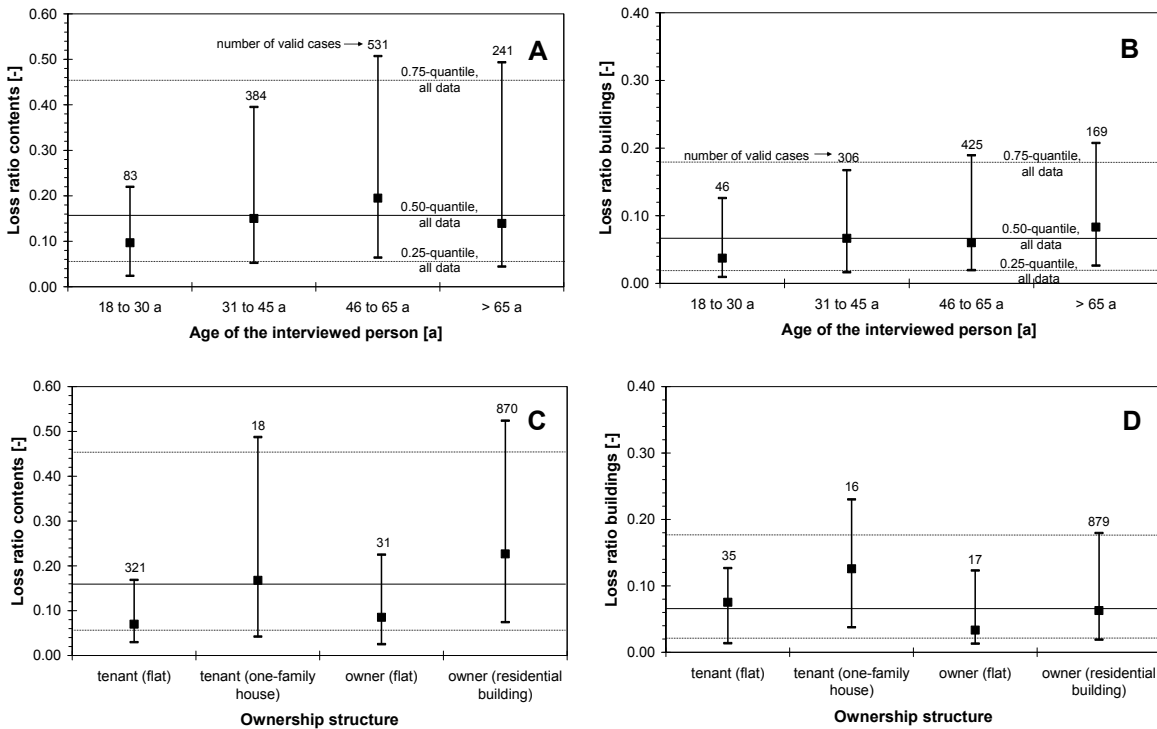 A
Loss ratio contents [-]
0.60
0.50
0.40
0.30
0.20
0.10
0.00
number of valid cases
83
384
531
241
0.75-quantile,
all data
0.50-quantile,
all data
0.25-quantile,
all data
18 to 30 a
31 to 45 a
46 to 65 a
> 65 a
Age of the interviewed person [a]
B
Loss ratio buildings [-]
0.40
0.30
0.20
0.10
0.00
number of valid cases
46
306
425
169
0.75-quantile,
all data
0.50-quantile,
all data
0.25-quantile,
all data
18 to 30 a
31 to 45 a
46 to 65 a
> 65 a
Age of the interviewed person [a]
C
Loss ratio contents [-]
0.60
0.50
0.40
0.30
0.20
0.10
0.00
321
18
31
870
tenant (flat)
tenant (one-family
house)
owner (flat)
owner (residential
building)
Ownership structure
D
Loss ratio buildings [-]
0.40
0.30
0.20
0.10
0.00
35
16
17
879
tenant (flat)
tenant (one-family
house)
owner (flat)
owner (residential
building)
Ownership structure